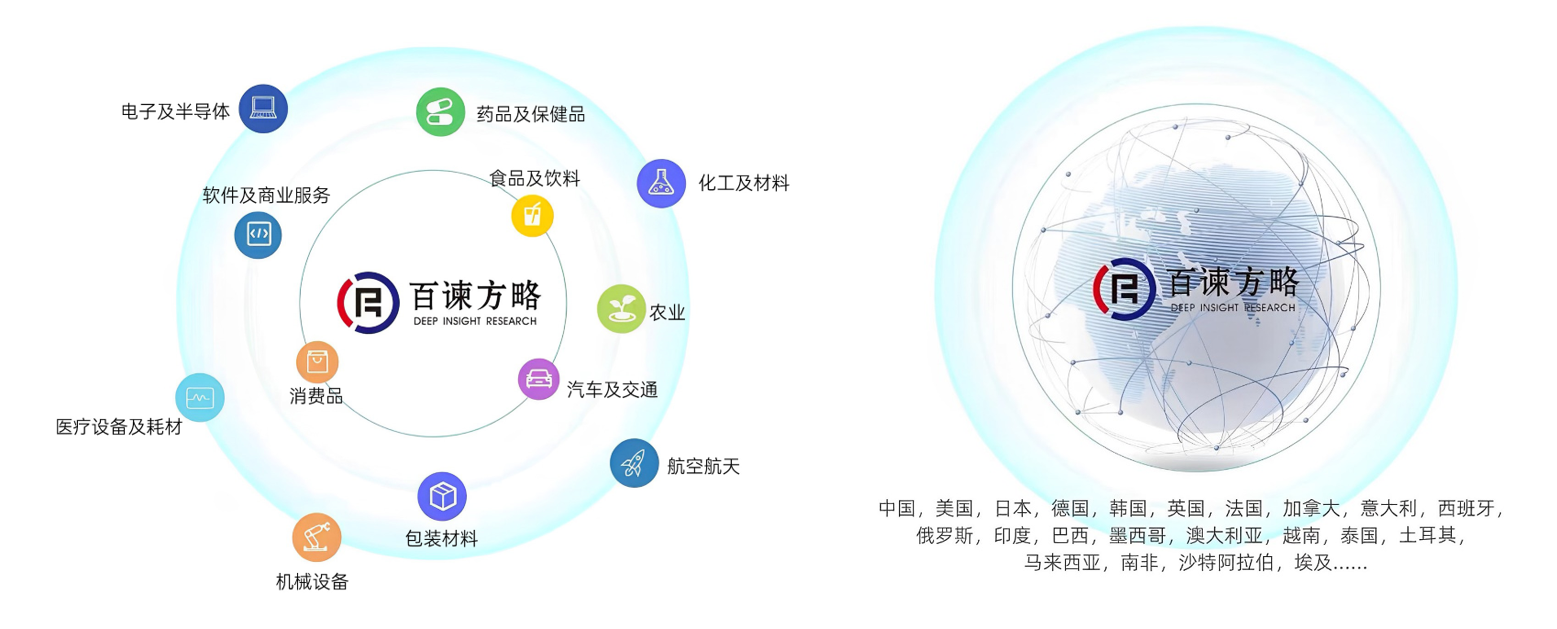 电子及半导体
药品及保健品
化工及材料
食品及饮料
软件及商业服务
百谏方略
DEEP INSIGHT RESEARCH
农业
消费品
汽车及交通
医疗设备及耗材
航空航天
包装材料
机械设备
百谏方略
DEEP INSIGHT RESEARCH
中国，美国，日本，德国，韩国，英国，法国，加拿大，意大利，西班牙，
俄罗斯，印度，巴西，墨西哥，澳大利亚，越南，泰国，土耳其，
马来西亚，南非，沙特阿拉伯，埃及......